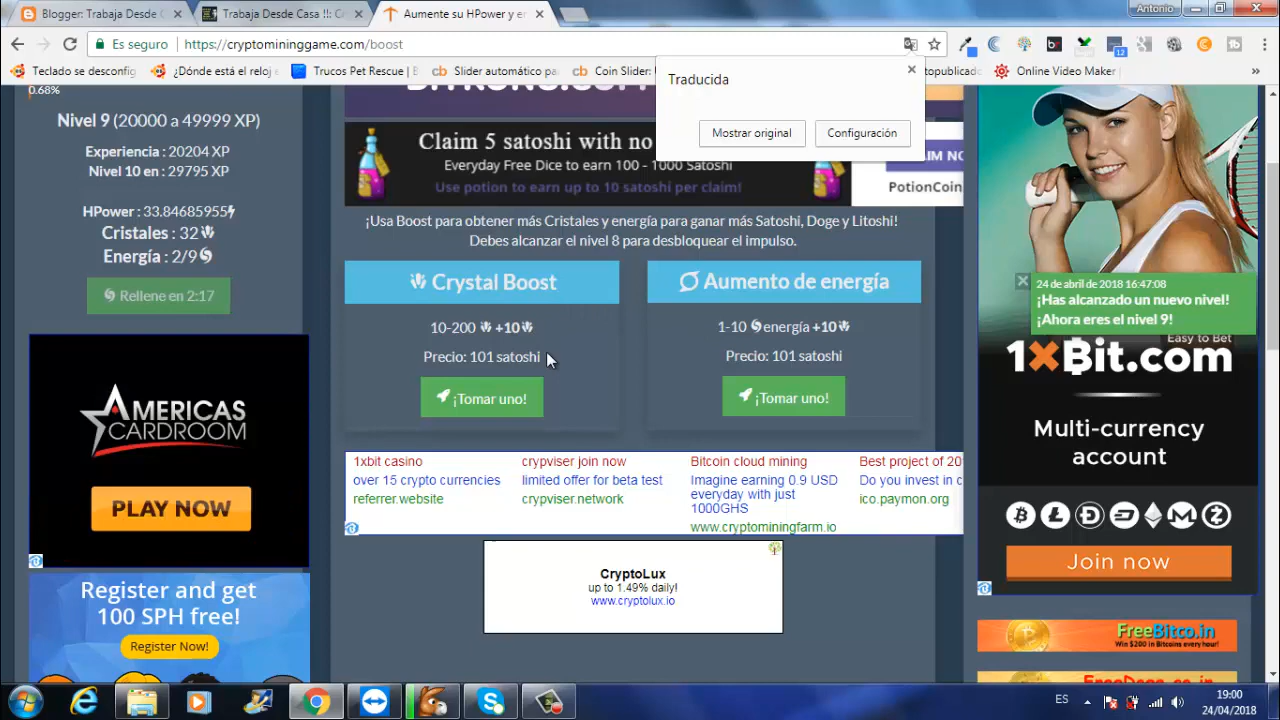 Blogger: Trabaja Desde C
Trabaja Desde Casa !!: C
Aumente su HPower y er
Antonio
Es seguro
https://cryptomininggame.com/boost
12
Teclado se desconfig
¿Dónde está el reloj e
Trucos Pet Rescue
Slider automático pa
Coin Slider:
topublicad
Online Video Maker
»
Traducida
Mostrar original
Configuración
0.68%
Nivel 9 (20000 a 49999 XP)
Experiencia : 20204 XP
Nivel 10 en : 29795 XP
HPower : 33.84685955
Cristales : 32
Energía : 2/9
Rellene en 2:17
AMERICAS
CARDROOM
PLAY NOW
Register and get
100 SPH free!
Register Now!
Claim 5 satoshi with no
Everyday Free Dice to earn 100 - 1000 Satoshi
Use potion to earn up to 10 satoshi per claim!
PotionCoin
¡Usa Boost para obtener más Cristales y energía para ganar más Satoshi, Doge y Litoshi!
Debes alcanzar el nivel 8 para desbloquear el impulso.
Crystal Boost
10-200 +10
Precio: 101 satoshi
¡Tomar uno!
Aumento de energía
1-10 energía +10
Precio: 101 satoshi
¡Tomar uno!
1xbit casino
over 15 crypto currencies
referrer.website
crypviser join now
limited offer for beta test
crypviser.network
Bitcoin cloud mining
Imagine earning 0.9 USD
everyday with just
1000GHS
www.cryptominingfarm.io
Best project of 20
Do you invest in c
ico.paymon.org
CryptoLux
up to 1.49% daily!
www.cryptolux.io
24 de abril de 2018 16:47:08
¡Has alcanzado un nuevo nivel!
¡Ahora eres el nivel 9!
Easy to Bet
1XBit.com
Multi-currency
account
Join now
FreeBitco.in
Win $200 in Bitcoins every hour!
ES
19:00
24/04/2018